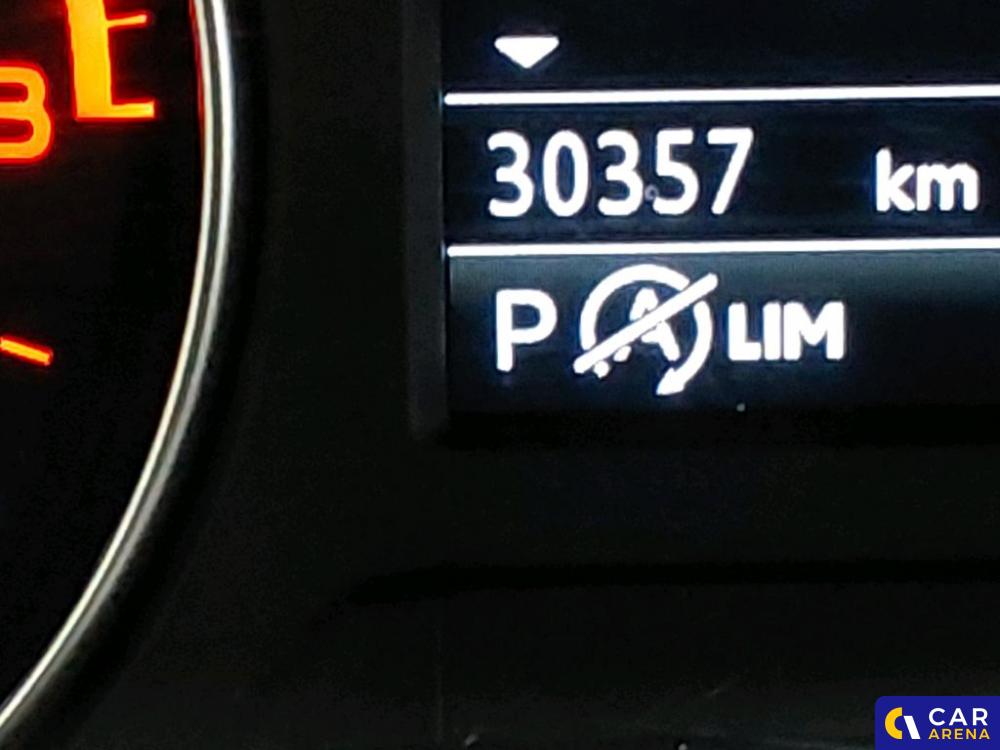 30357 km
P A LIM
CAR
ARENA